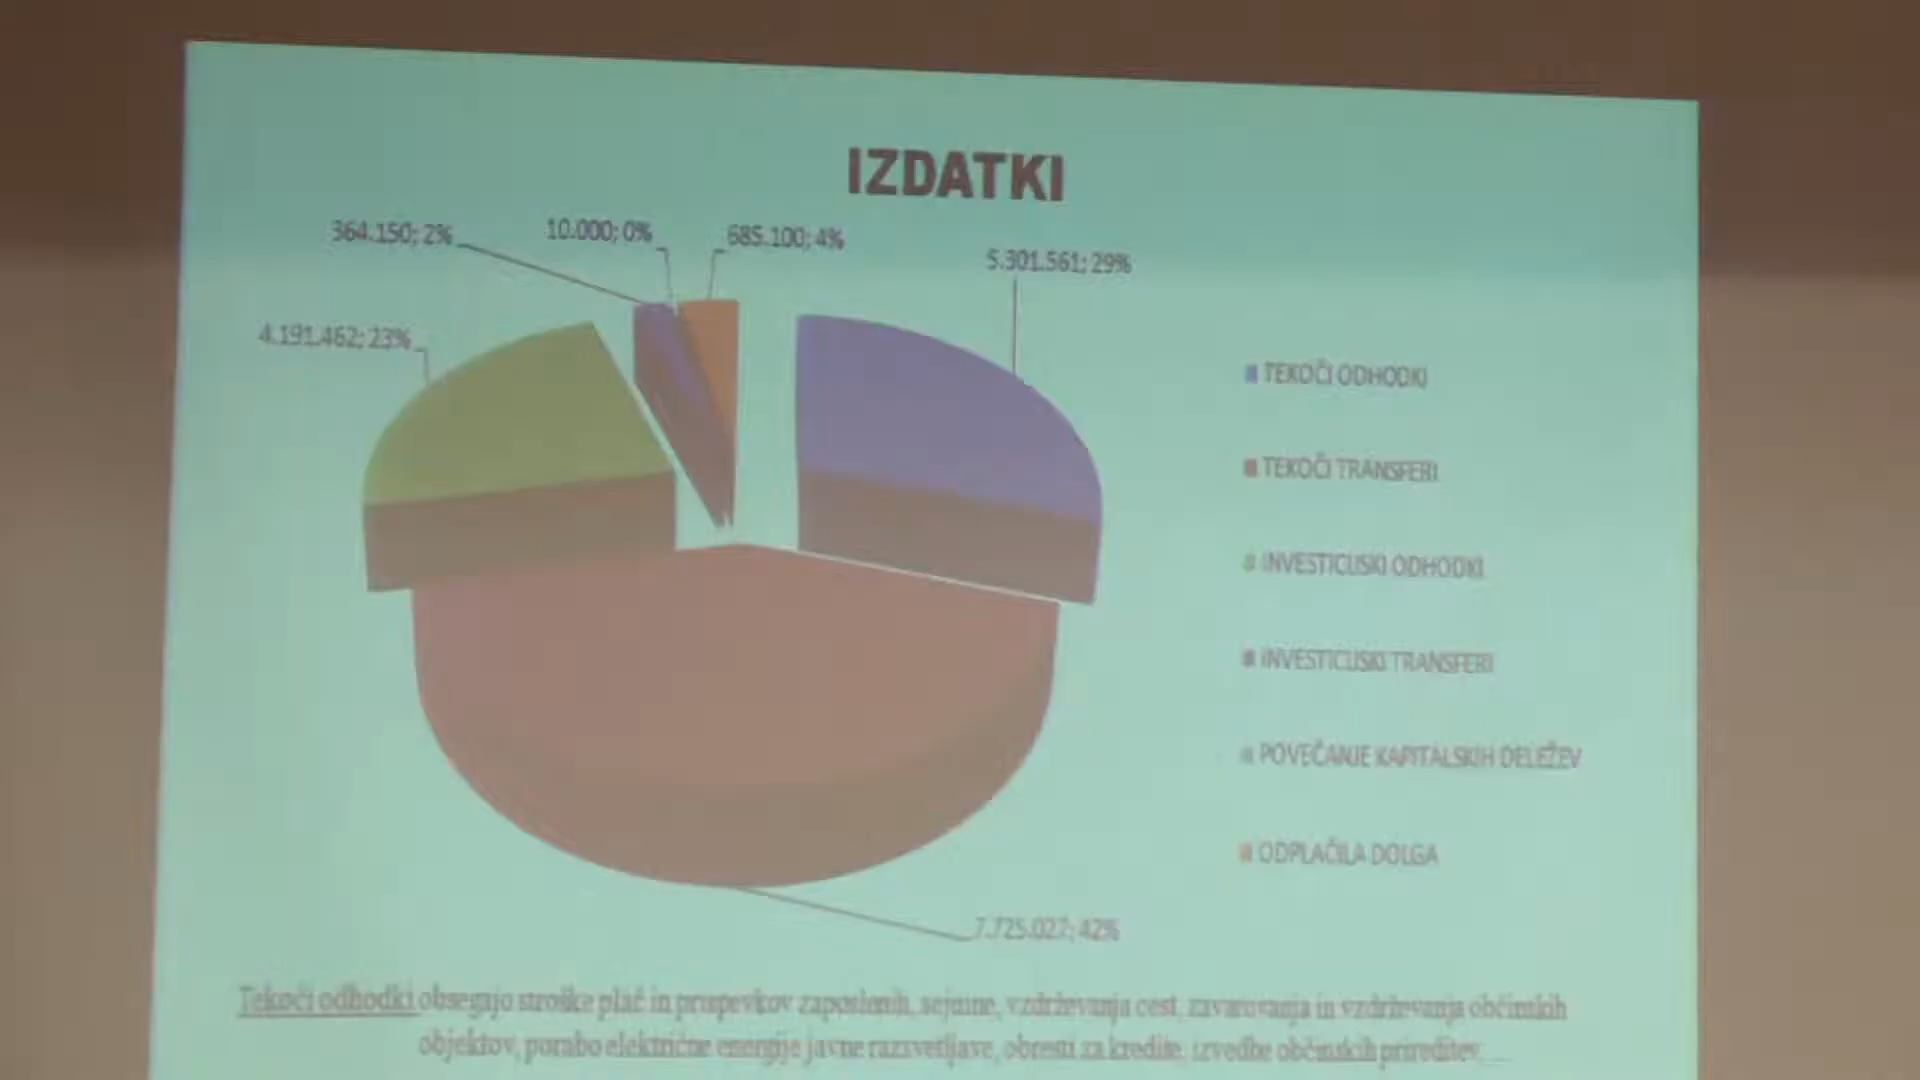 IZDATKI
364.150; 2%
10.000; 0%
685.100; 4%
5.301.561; 29%
4.191.462; 23%
TEKOČI ODHODKI
TEKOČI TRANSFERI
INVESTICIJSKI ODHODKI
INVESTICIJSKI TRANSFERI
POVEČANJE KAPITALSKIH DELEŽEV
ODPLAČILA DOLGA
7.725.027; 42%
Tekoči odhodki obsegajo stroške plač in prispevkov zaposlenih, sejnine, vzdrževanja cest, zavarovanja in vzdrževanja občinskih
objektov, porabo električne energije javne razsvetljave, obresti za kredite, izvedbe občinskih prireditev....